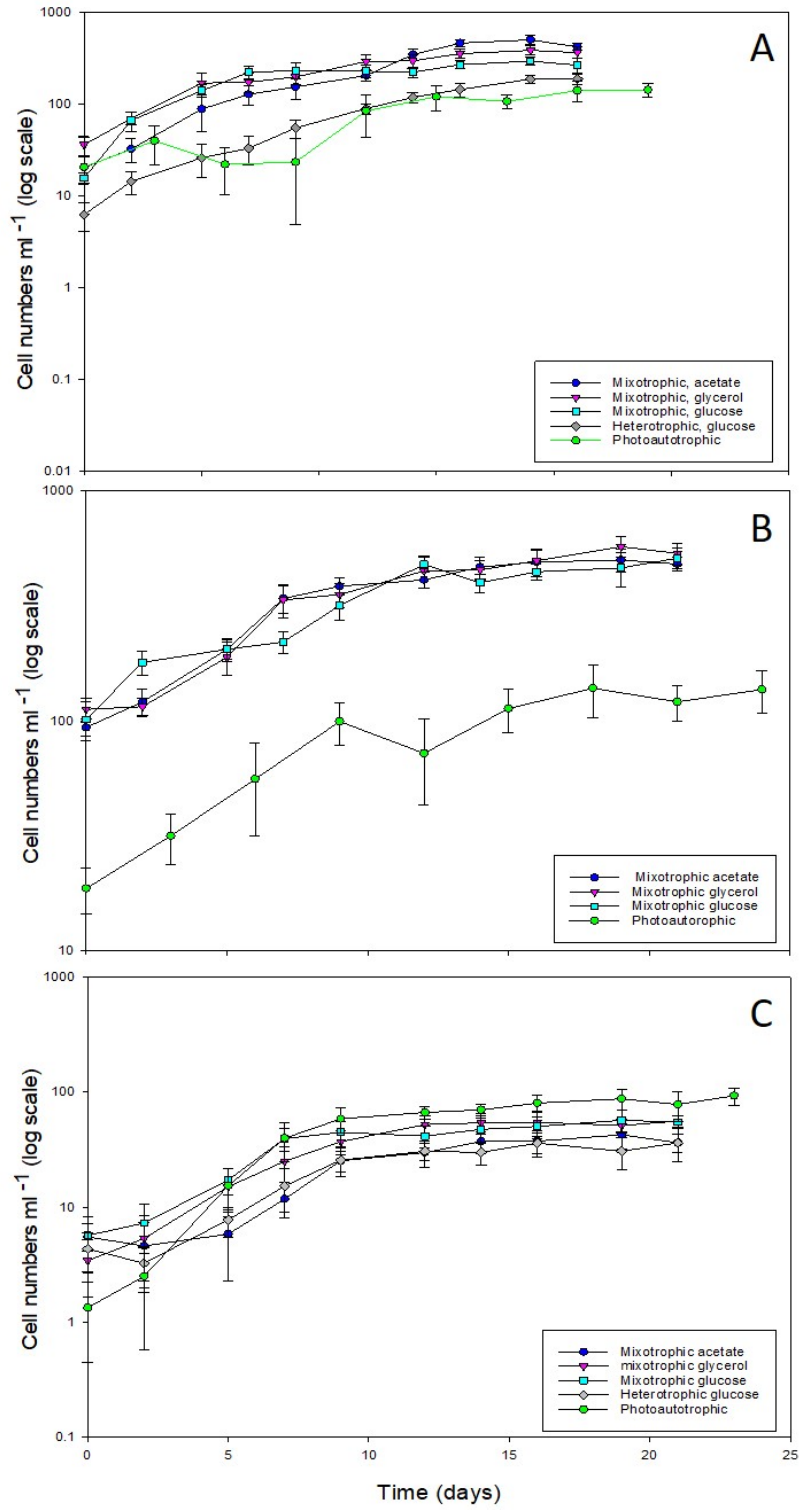 A
1000
100
10
1
0.1
0.01
Cell numbers ml -1 (log scale)
Mixotrophic, acetate
Mixotrophic, glycerol
Mixotrophic, glucose
Heterotrophic, glucose
Photoautotrophic
B
1000
100
10
Cell numbers ml -1 (log scale)
Mixotrophic acetate
Mixotrophic glycerol
Mixotrophic glucose
Photoautorophic
C
1000
100
10
1
0.1
Cell numbers ml -1 (log scale)
Mixotrophic acetate
mixotrophic glycerol
Mixotrophic glucose
Heterotrophic glucose
Photoautotrophic
0 5 10 15 20 25
Time (days)